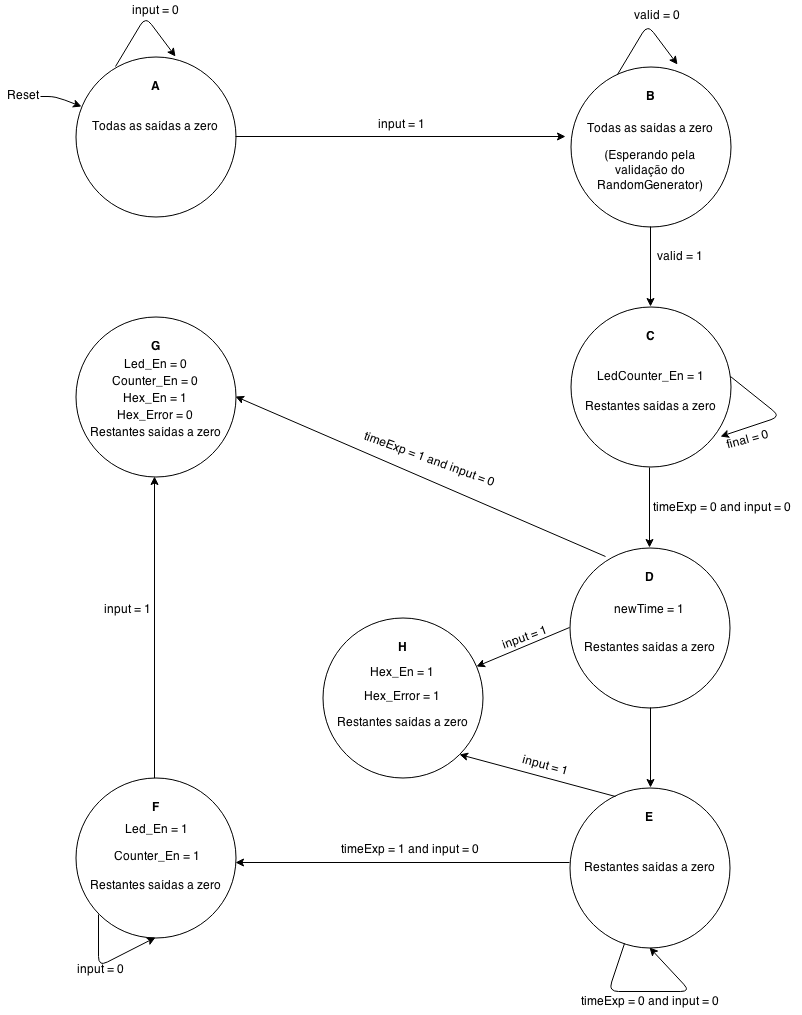 input = 0
valid = 0
Reset
A
Todas as saidas a zero
input = 1
B
Todas as saidas a zero
(Esperando pela
validação do
RandomGenerator)
valid = 1
G
Led_En = 0
Counter_En = 0
Hex_En = 1
Hex_Error = 0
Restantes saidas a zero
C
LedCounter_En = 1
Restantes saidas a zero
final = 0
timeExp = 1 and input = 0
timeExp = 0 and input = 0
D
newTime = 1
Restantes saidas a zero
input = 1
H
Hex_En = 1
Hex_Error = 1
Restantes saidas a zero
input = 1
input = 1
F
Led_En = 1
Counter_En = 1
Restantes saidas a zero
timeExp = 1 and input = 0
E
Restantes saidas a zero
input = 0
timeExp = 0 and input = 0